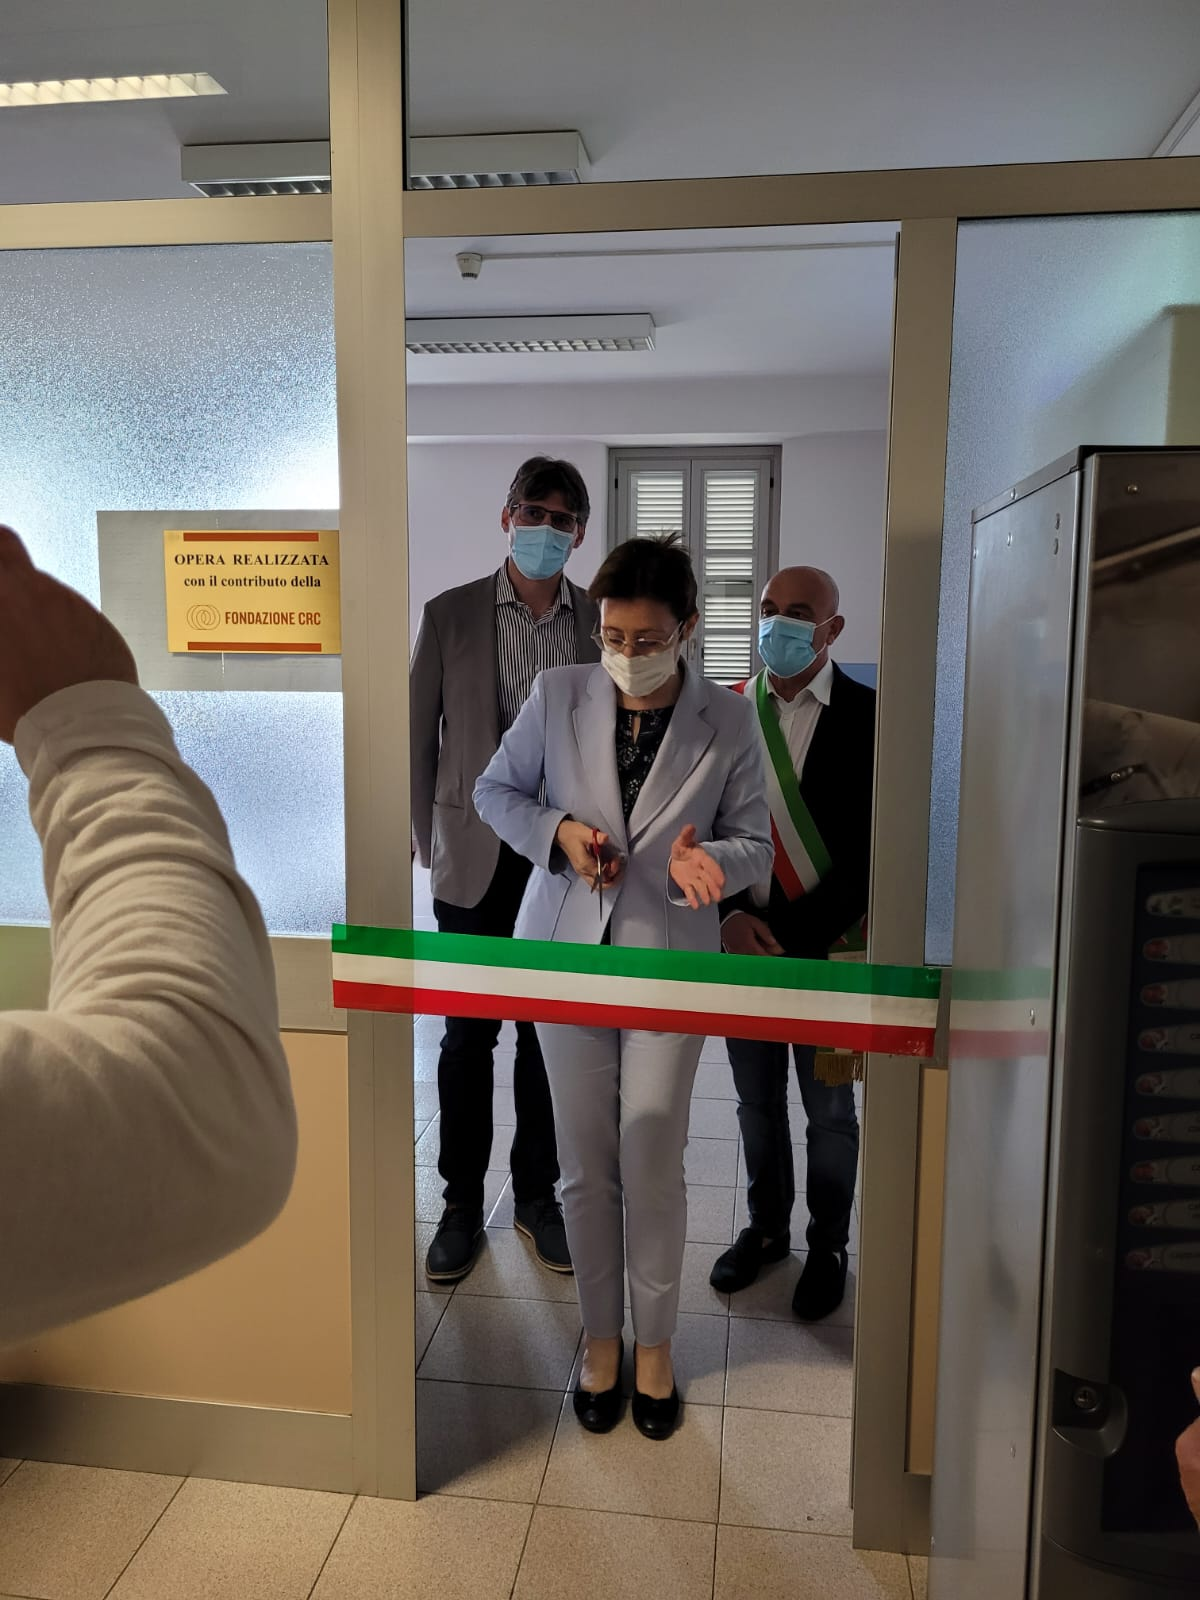 OPERA REALIZZATA
con il contributo della
FONDAZIONE CRC